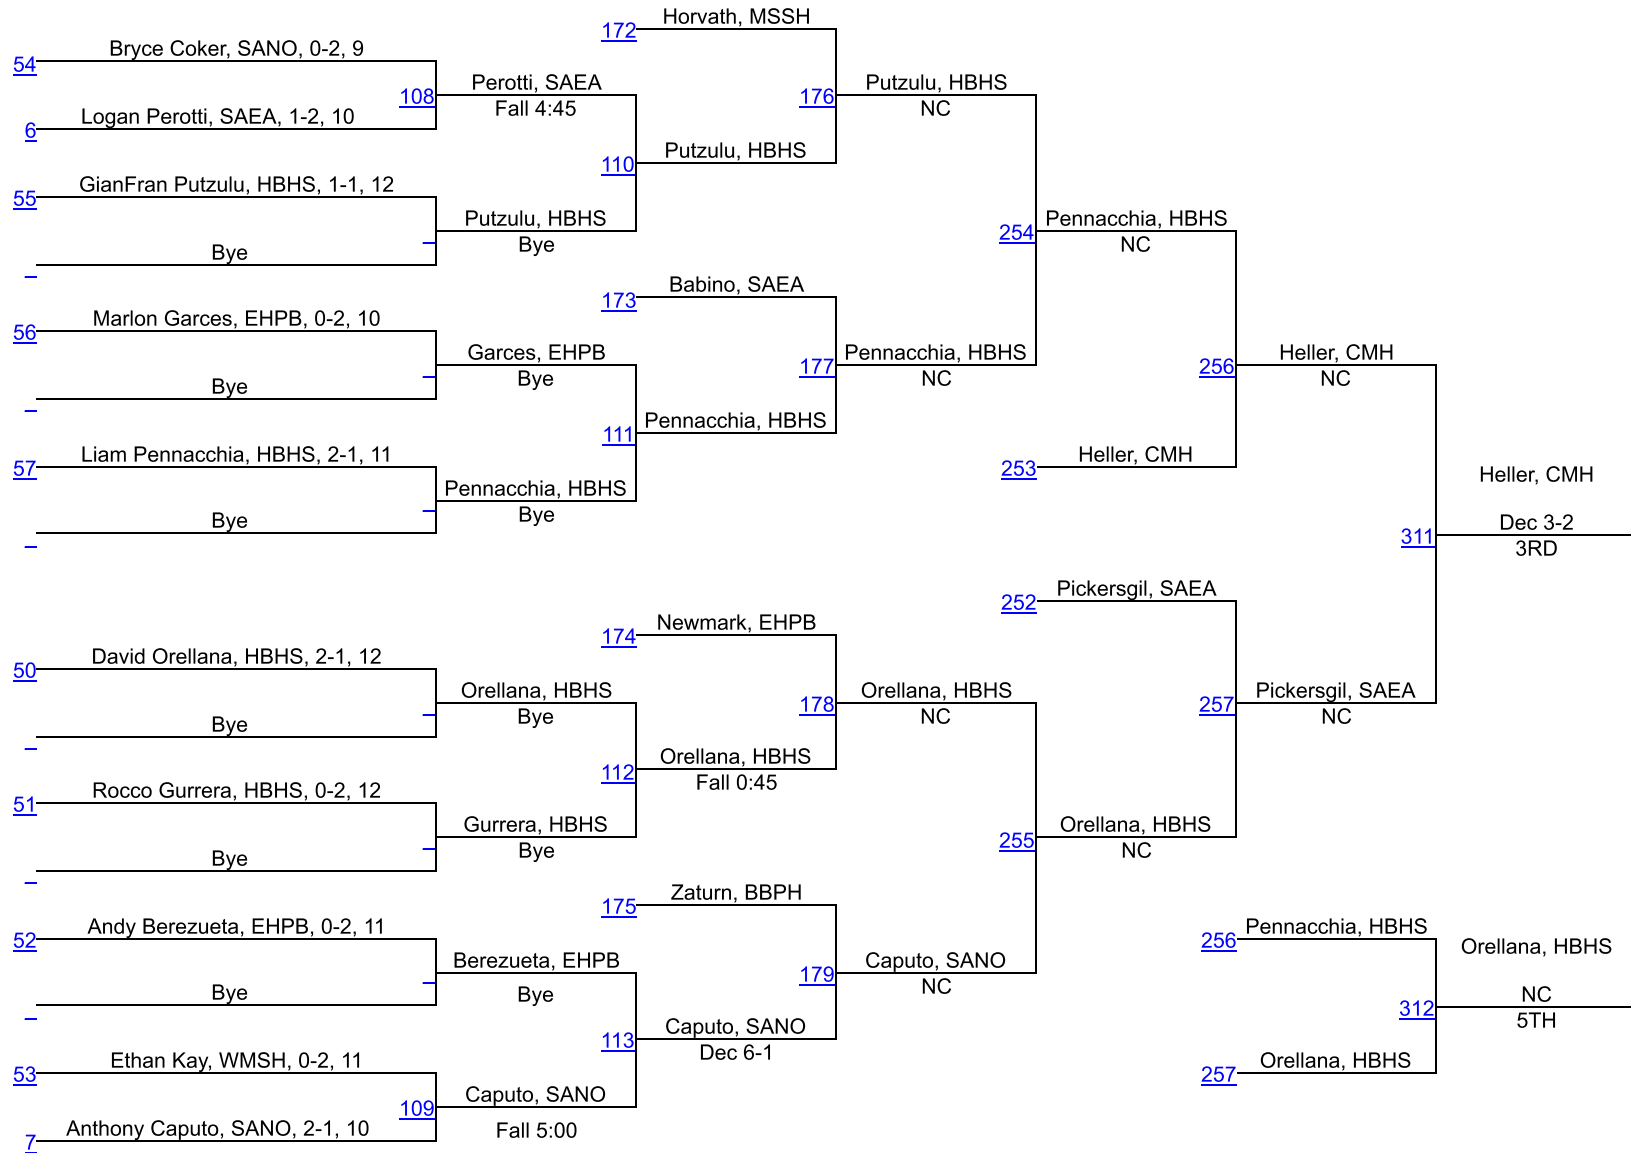 Horvath, MSSH
172
Bryce Coker, SANO, 0-2, 9
54
Perotti, SAEA
108
Fall 4:45
Putzulu, HBHS
176
NC
Logan Perotti, SAEA, 1-2, 10
6
Putzulu, HBHS
110
GianFran Putzulu, HBHS, 1-1, 12
55
Putzulu, HBHS
Bye
Bye
Pennacchia, HBHS
254
NC
Babino, SAEA
173
Marlon Garces, EHPB, 0-2, 10
56
Garces, EHPB
Bye
Pennacchia, HBHS
177
NC
Heller, CMH
256
NC
Bye
Pennacchia, HBHS
111
Liam Pennacchia, HBHS, 2-1, 11
57
Heller, CMH
253
Heller, CMH
Pennacchia, HBHS
Bye
Bye
Dec 3-2
311
3RD
Pickersgil, SAEA
252
Newmark, EHPB
174
David Orellana, HBHS, 2-1, 12
50
Orellana, HBHS
Bye
Orellana, HBHS
178
NC
Pickersgil, SAEA
257
NC
Bye
Orellana, HBHS
112
Fall 0:45
Rocco Gurrera, HBHS, 0-2, 12
51
Gurrera, HBHS
Bye
Orellana, HBHS
255
NC
Bye
Zaturn, BBPH
175
Andy Berezueta, EHPB, 0-2, 11
52
Pennacchia, HBHS
256
Orellana, HBHS
Berezueta, EHPB
Bye
Caputo, SANO
179
NC
Bye
NC
312
5TH
Caputo, SANO
113
Dec 6-1
Ethan Kay, WMSH, 0-2, 11
53
Orellana, HBHS
257
Caputo, SANO
109
Fall 5:00
Anthony Caputo, SANO, 2-1, 10
7